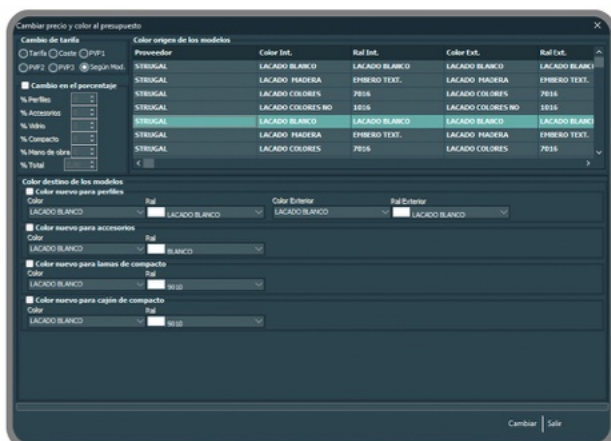 Cambiar precio y color al presupuesto
Cambio de tarifa
Tarifa Coste PVP1
PVP2 PVP3 Según Mod.
Cambio en el porcentaje
% Perfiles
% Accesorios
% Vidrio
% Compacto
% Mano de obra
% Total
Color origen de los modelos
Proveedor Color Int. Ral Int. Color Ext. Ral Ext.
STRUGAL LACADO BLANCO LACADO BLANCO LACADO BLANCO LACADO BLANCO
STRUGAL LACADO MADERA EMBERO TEXT. LACADO MADERA EMBERO TEXT.
STRUGAL LACADO COLORES 7016 LACADO COLORES 7016
STRUGAL LACADO COLORES NO 1016 LACADO COLORES NO 1016
STRUGAL LACADO BLANCO LACADO BLANCO LACADO BLANCO LACADO BLANCO
STRUGAL LACADO MADERA EMBERO TEXT. LACADO MADERA EMBERO TEXT.
STRUGAL LACADO COLORES 7016 LACADO COLORES 7016
Color destino de los modelos
Color nuevo para perfiles
Color Ral Color Exterior Ral Exterior
LACADO BLANCO LACADO BLANCO LACADO BLANCO LACADO BLANCO
Color nuevo para accesorios
Color Ral
LACADO BLANCO BLANCO
Color nuevo para lamas de compacto
Color Ral
LACADO BLANCO 9010
Color nuevo para cajón de compacto
Color Ral
LACADO BLANCO 9010
Cambiar Salir